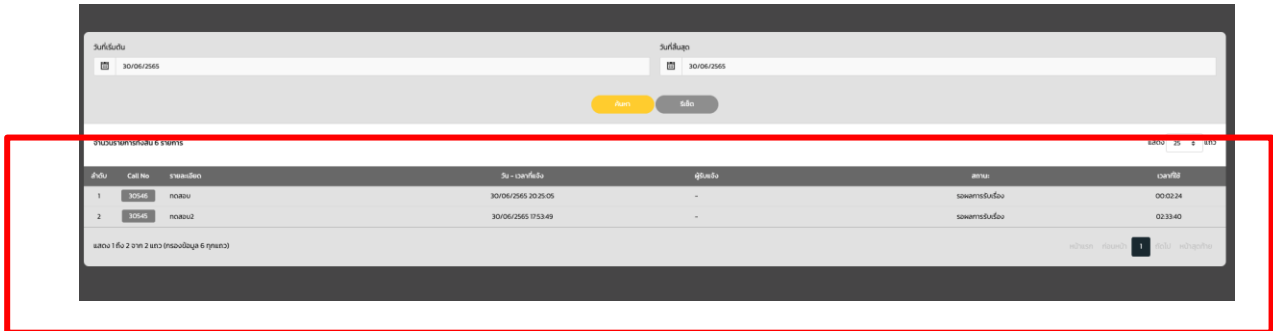 วันที่เริ่มต้น วันที่สิ้นสุด
30/06/2565 30/06/2565
ค้นหา รีเซ็ต
จำนวนรายการทั้งสิ้น 6 รายการ แสดง 25 แถว
ลำดับ Call No รายละเอียด วัน - เวลาที่แจ้ง ผู้รับแจ้ง สถานะ เวลาที่ใช้
1 30546 ทดสอบ 30/06/2565 20:25:05 - รอผลการรับเรื่อง 00:02:24
2 30545 ทดสอบ2 30/06/2565 17:53:49 - รอผลการรับเรื่อง 02:33:40
แสดง 1 ถึง 2 จาก 2 แถว (กรองข้อมูล 6 ทุกแถว) หน้าแรก ก่อนหน้า 1 ถัดไป หน้าสุดท้าย